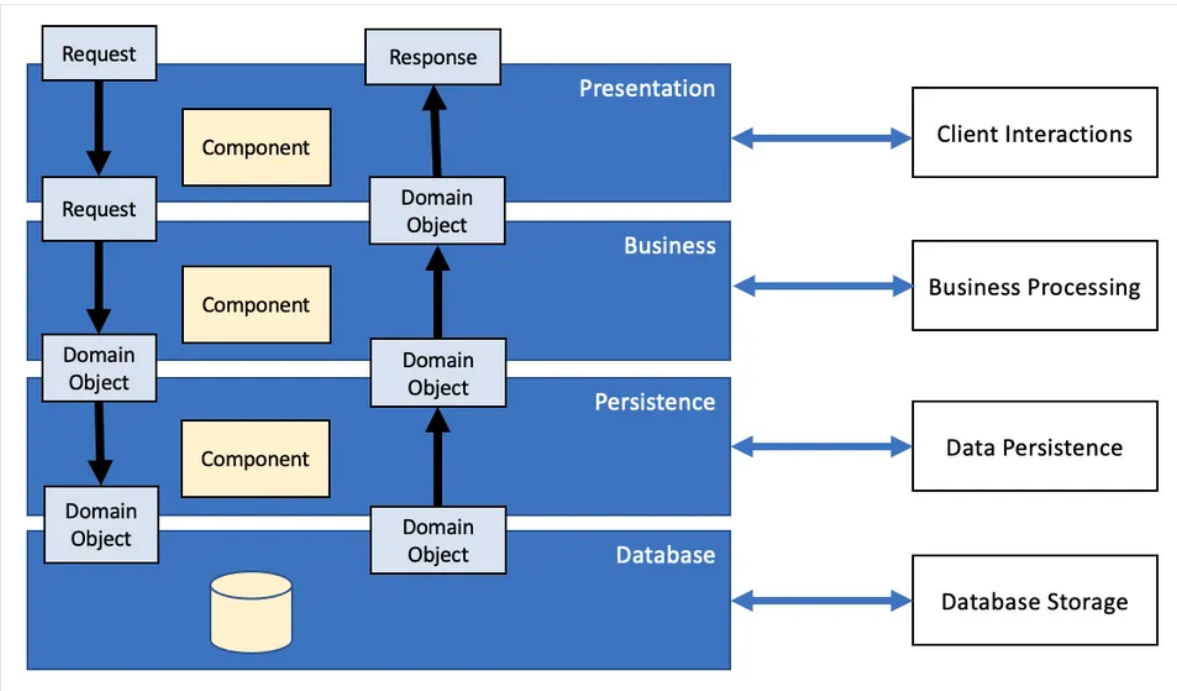 Request
Response
Presentation
Component
Client Interactions
Request
Domain
Object
Business
Component
Business Processing
Domain
Object
Domain
Object
Persistence
Component
Data Persistence
Domain
Object
Domain
Object
Database
Database Storage